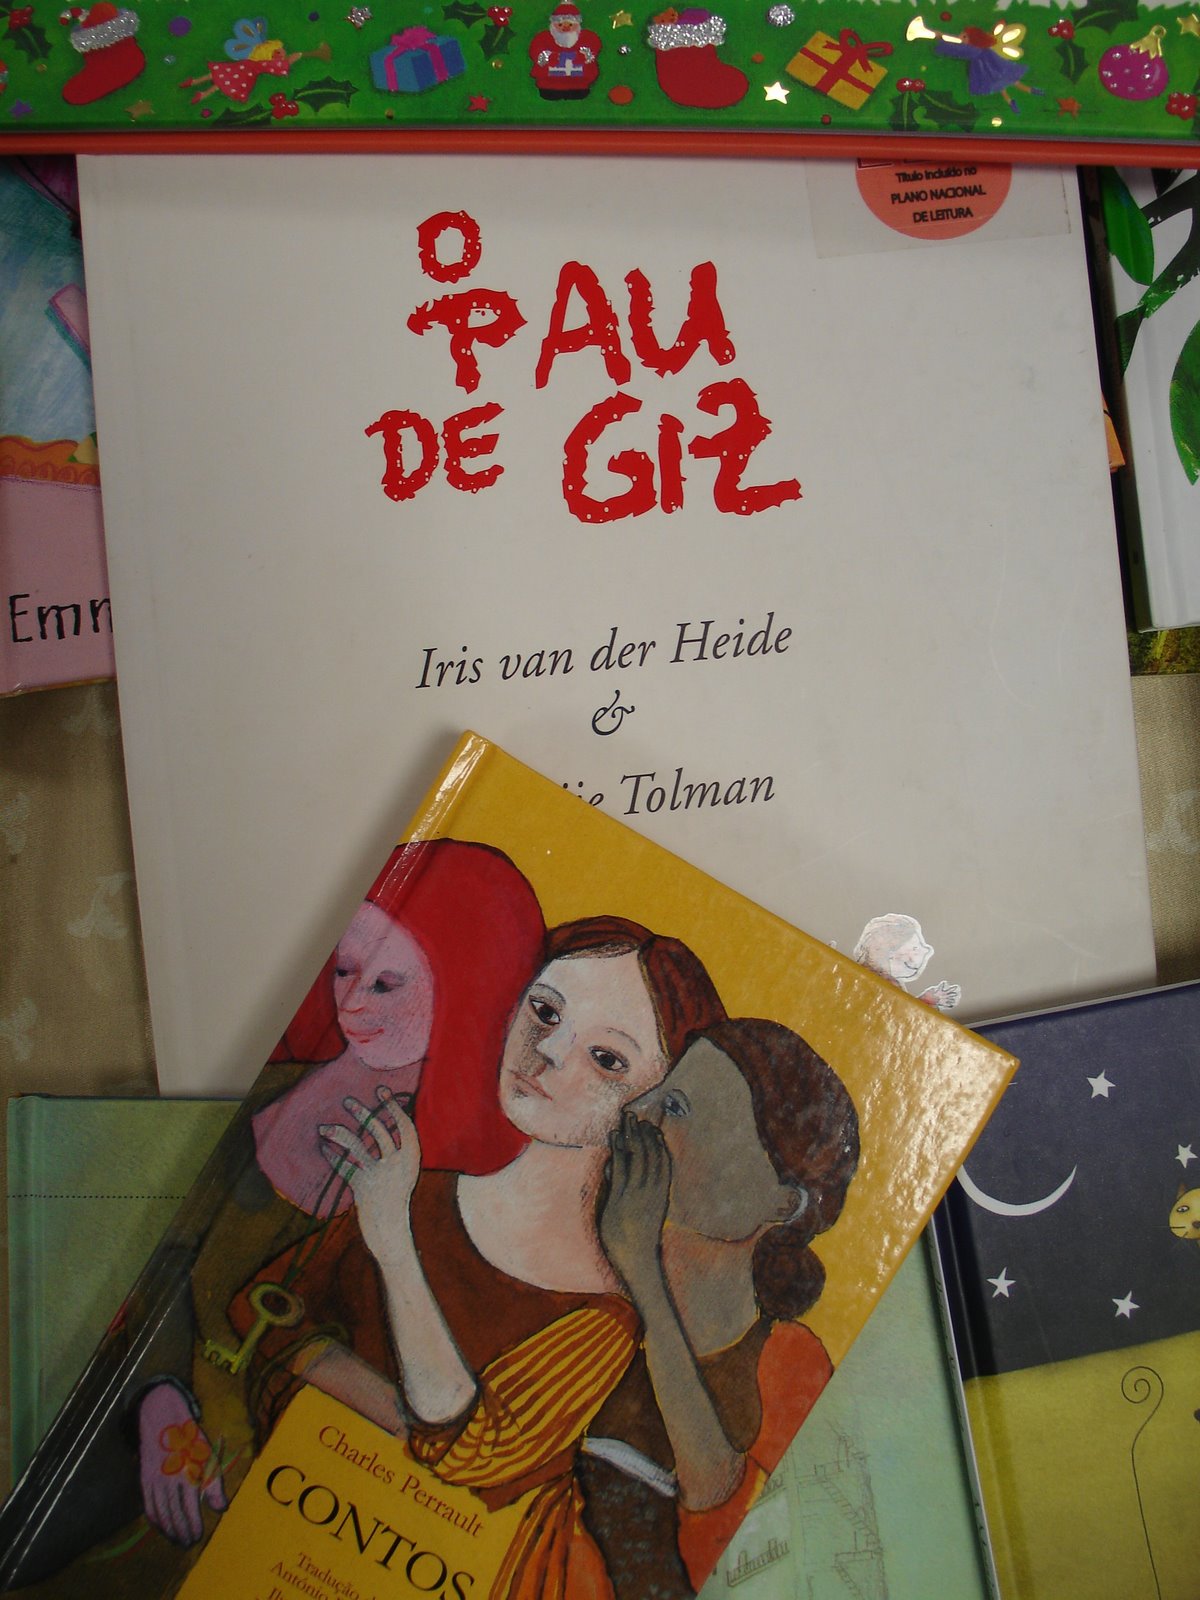 Título incluído no
PLANO NACIONAL
DE LEITURA
O
PAU
DE GIZ
Emm
Iris van der Heide
&
Tolman
Charles Perrault
CONTOS
Tradução